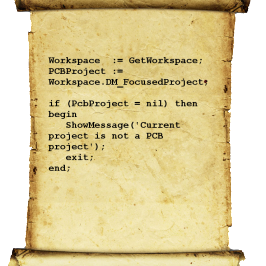 Workspace  := GetWorkspace;
PCBProject :=
Workspace.DM_FocusedProject;

if (PcbProject = nil) then
begin
   ShowMessage('Current
project is not a PCB
project');
   exit;
end;